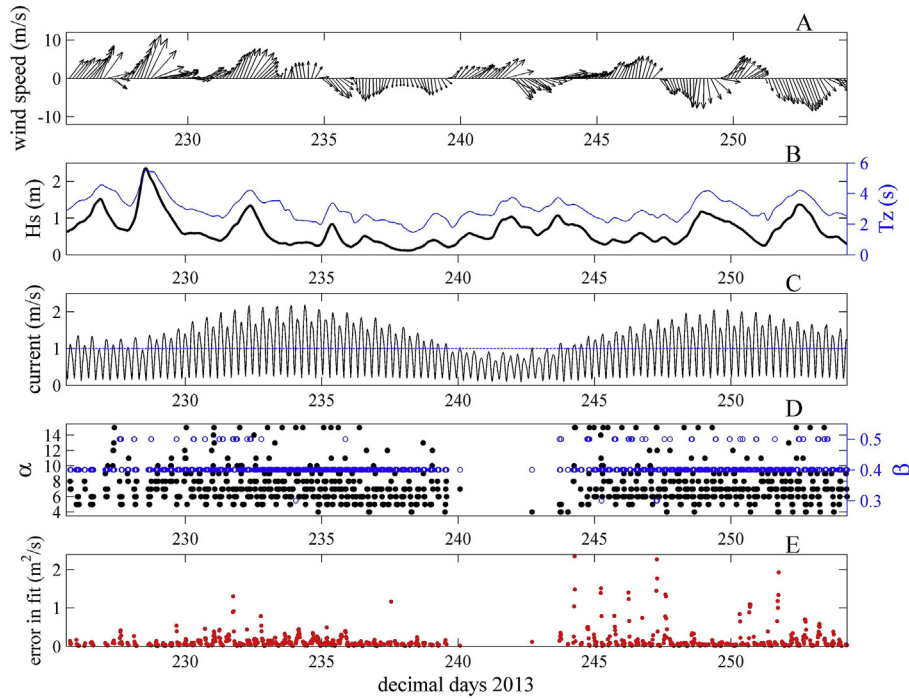 A
wind speed (m/s)
10
0
-10
230 235 240 245 250
B
Hs (m)
2
1
0
6
4
2
0
Tz (s)
230 235 240 245 250
C
current (m/s)
2
1
0
230 235 240 245 250
D
α
14
12
10
8
6
4
0.5
0.4
0.3
β
230 235 240 245 250
E
error in fit (m²/s)
2
1
0
230 235 240 245 250
decimal days 2013